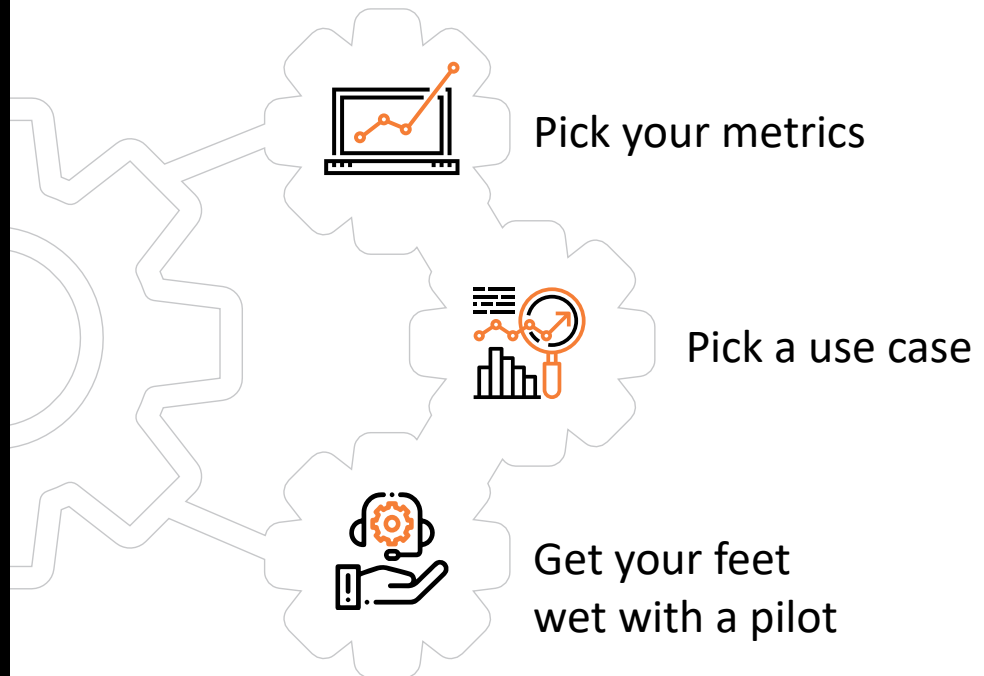 Pick your metrics
Pick a use case
Get your feet
wet with a pilot